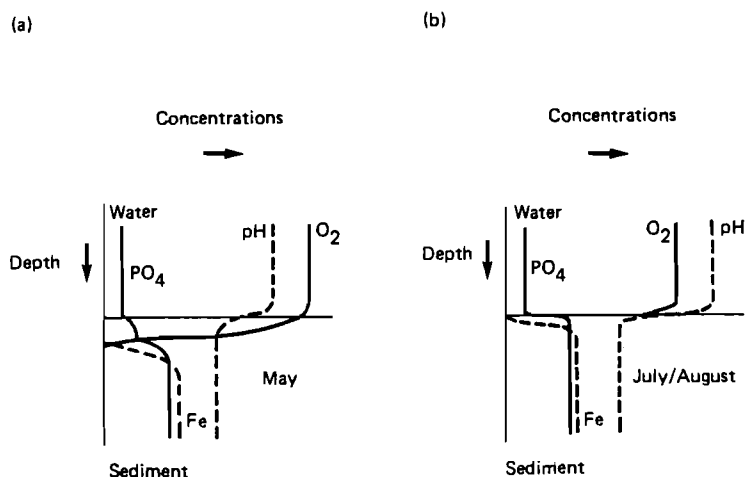 (a)
Concentrations
Water
pH
O2
Depth
PO4
May
Fe
Sediment
(b)
Concentrations
Water
O2
pH
Depth
PO4
July/August
Fe
Sediment